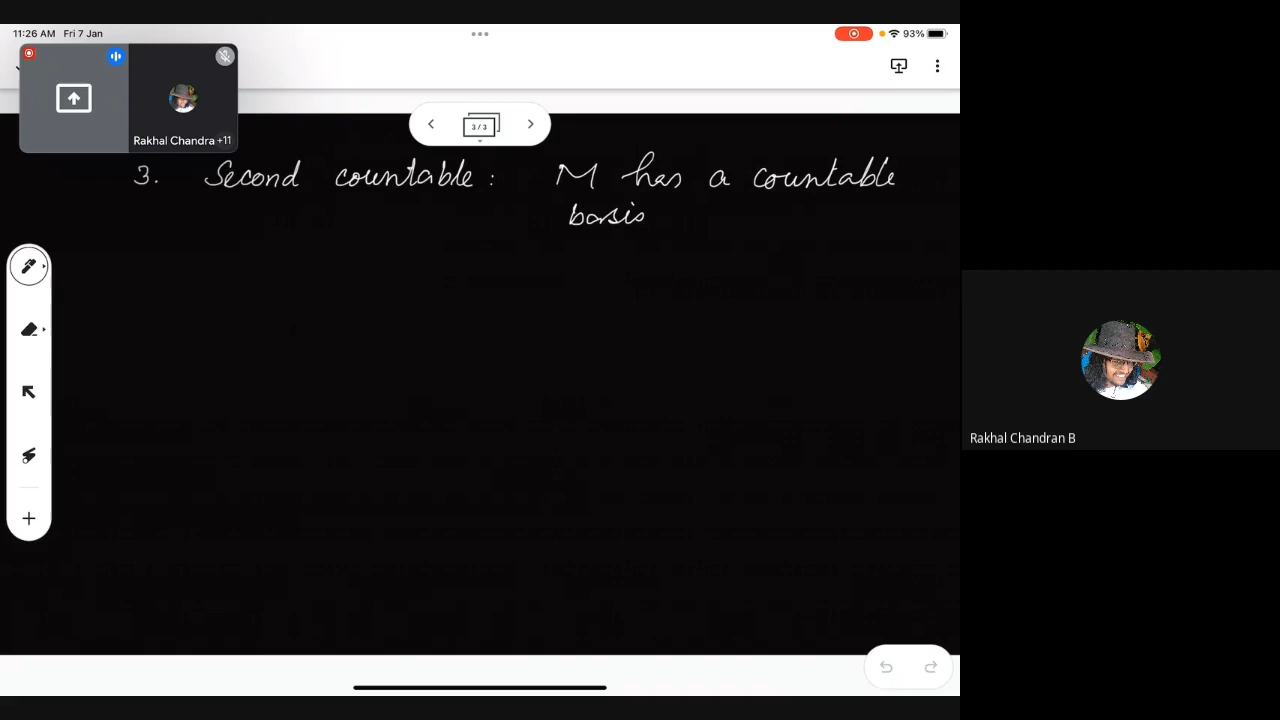 11:26 AM Fri 7 Jan
93%
Rakhal Chandra +11
3 / 3
3. Second countable : M has a countable
basis
Rakhal Chandran B